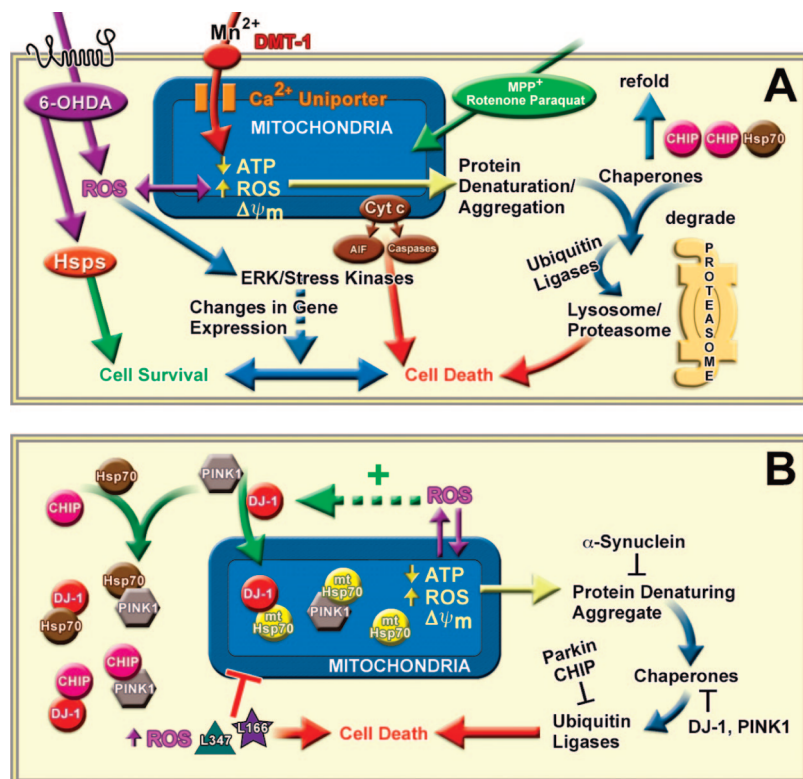 Mn2+
DMT-1
6-OHDA
Ca2+ Uniporter
MPP+
Rotenone Paraquat
refold
A
MITOCHONDRIA
CHIP
CHIP
Hsp70
ATP
ROS
ROS
Δψm
Protein
Denaturation/
Aggregation
Chaperones
Cyt c
AIF
Caspases
degrade
Hsps
ERK/Stress Kinases
Ubiquitin
Ligases
PROTEASOME
Changes in Gene
Expression
Lysosome/
Proteasome
Cell Survival
Cell Death
B
Hsp70
PINK1
CHIP
DJ-1
+
ROS
α-Synuclein
ATP
ROS
Δψm
DJ-1
mt
Hsp70
mt
Hsp70
PINK1
mt
Hsp70
Protein Denaturing
Aggregate
Hsp70
PINK1
DJ-1
Hsp70
MITOCHONDRIA
Parkin
CHIP
Chaperones
CHIP
PINK1
CHIP
DJ-1
ROS
L347
L166
Cell Death
Ubiquitin
Ligases
DJ-1, PINK1